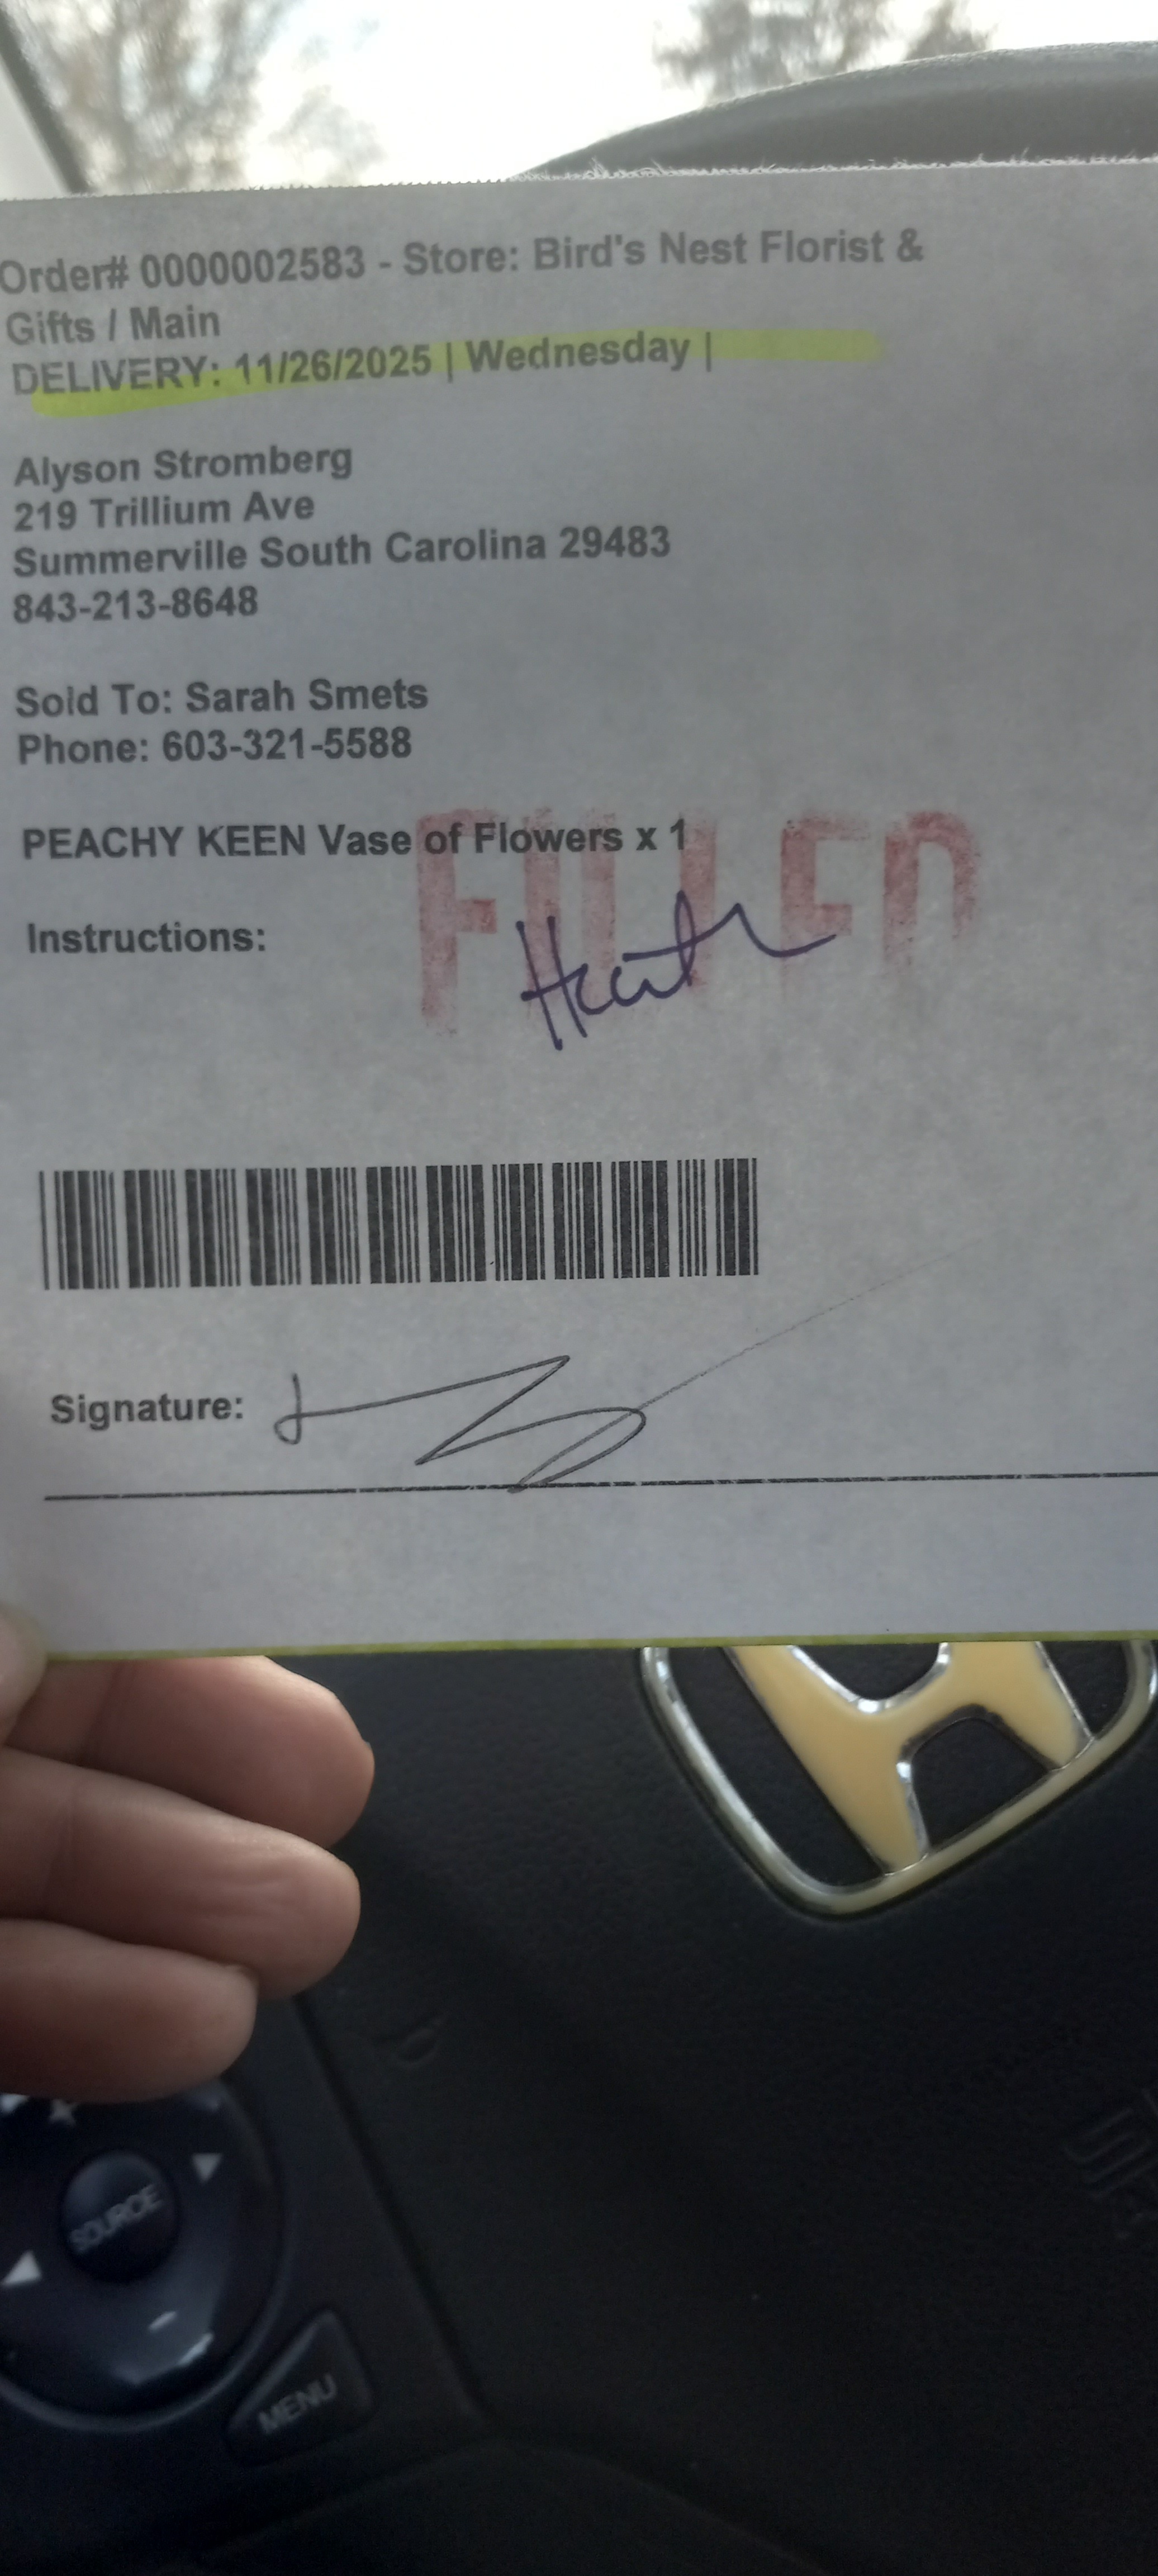 Order# 0000002583 - Store: Bird's Nest Florist &
Gifts / Main
DELIVERY: 11/26/2025 | Wednesday |
Alyson Stromberg
219 Trillium Ave
Summerville South Carolina 29483
843-213-8648
Sold To: Sarah Smets
Phone: 603-321-5588
PEACHY KEEN Vase of Flowers x 1
FILLED
Instructions:
Signature:
SOURCE
MENU